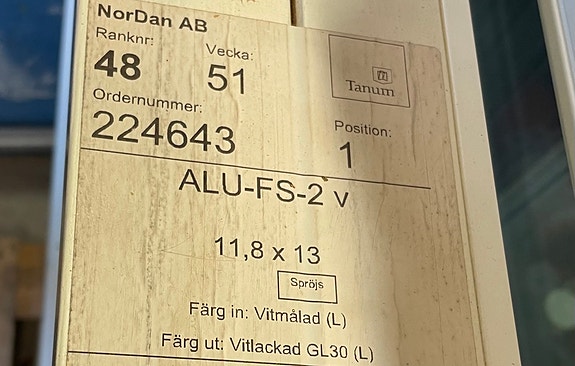 NorDan AB
Ranknr: Vecka:
48 51
Tanum
Ordernummer: Position:
224643 1
ALU-FS-2 v
11,8 x 13
Spröjs
Färg in: Vitmålad (L)
Färg ut: Vitlackad GL30 (L)